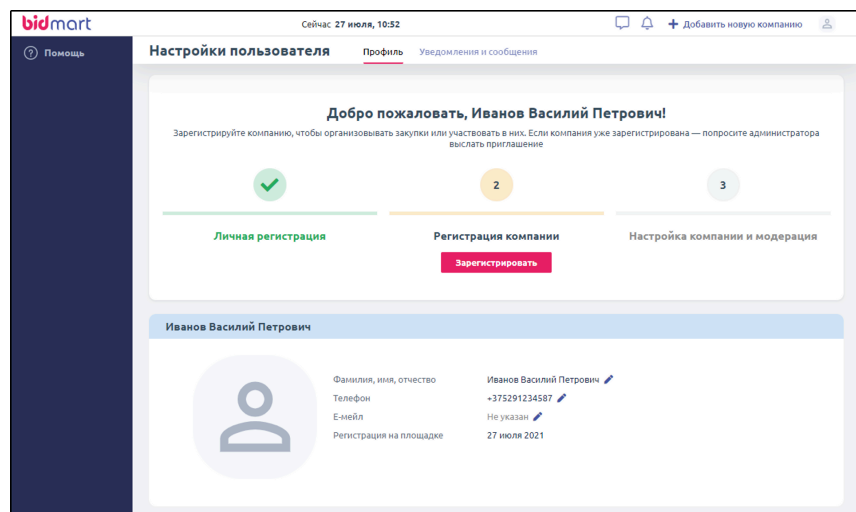 bidmart
Сейчас 27 июля, 10:52
Добавить новую компанию
Помощь
Настройки пользователя
Профиль
Уведомления и сообщения
Добро пожаловать, Иванов Василий Петрович!
Зарегистрируйте компанию, чтобы организовывать закупки или участвовать в них. Если компания уже зарегистрирована — попросите администратора
выслать приглашение
2
3
Личная регистрация
Регистрация компании
Настройка компании и модерация
Зарегистрировать
Иванов Василий Петрович
Фамилия, имя, отчество
Иванов Василий Петрович
Телефон
+375291234587
Е-мейл
Не указан
Регистрация на площадке
27 июля 2021